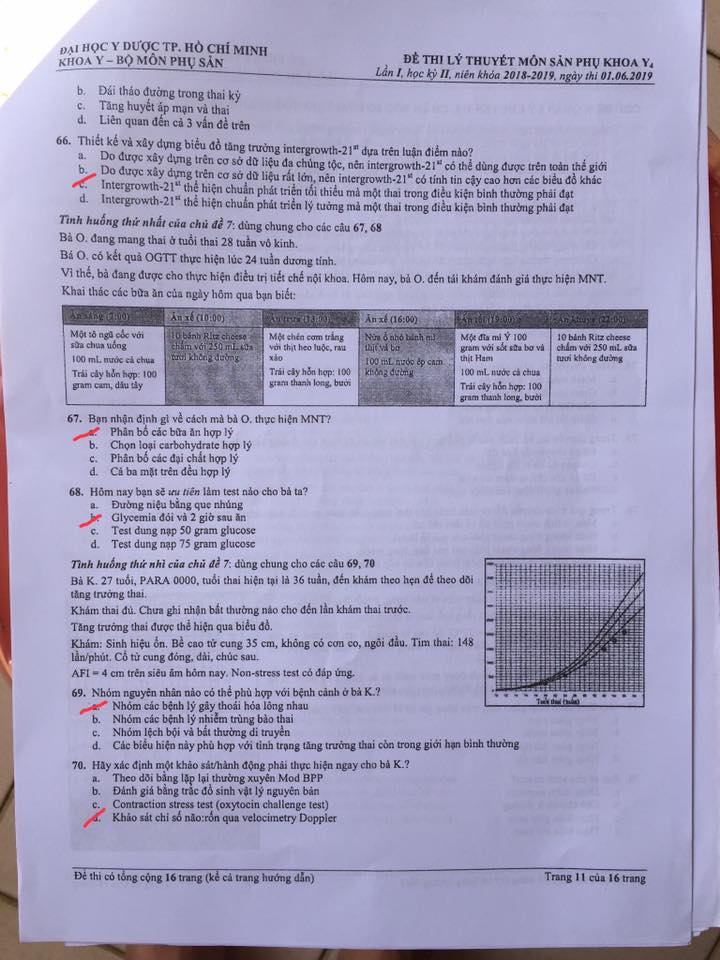 ĐẠI HỌC Y DƯỢC TP. HỒ CHÍ MINH
KHOA Y – BỘ MÔN PHỤ SẢN
ĐỀ THI LÝ THUYẾT MÔN SẢN PHỤ KHOA Y4
Lần I, học kỳ II, niên khóa 2018-2019, ngày thi 01.06.2019
b. Đái tháo đường trong thai kỳ
c. Tăng huyết áp mạn và thai
d. Liên quan đến cả 3 vấn đề trên
66. Thiết kế và xây dựng biểu đồ tăng trưởng intergrowth-21st dựa trên luận điểm nào?
a. Do được xây dựng trên cơ sở dữ liệu đa chủng tộc, nên intergrowth-21st có thể dùng được trên toàn thế giới
b. Do được xây dựng trên cơ sở dữ liệu rất lớn, nên intergrowth-21st có tính tin cậy cao hơn các biểu đồ khác
c. Intergrowth-21st thể hiện chuẩn phát triển tối thiểu mà một thai trong điều kiện bình thường phải đạt
d. Intergrowth-21st thể hiện chuẩn phát triển lý tưởng mà một thai trong điều kiện bình thường phải đạt
Tình huống thứ nhất của chủ đề 7: dùng chung cho các câu 67, 68
Bà O. đang mang thai ở tuổi thai 28 tuần vô kinh.
Bà O. có kết quả OGTT thực hiện lúc 24 tuần dương tính.
Vì thế, bà đang được cho thực hiện điều trị tiết chế nội khoa. Hôm nay, bà O. đến tái khám đánh giá thực hiện MNT.
Khai thác các bữa ăn của ngày hôm qua bạn biết:
Ăn sáng (7:00)
Một tô ngũ cốc với
sữa chua uống
100 mL nước cà chua
Trái cây hỗn hợp: 100
gram cam, dâu tây
Ăn xế (10:00)
10 bánh Ritz cheese
chấm với 250 mL sữa
tươi không đường
Ăn trưa (13:00)
Một chén cơm trắng
với thịt heo luộc, rau
xào
Trái cây hỗn hợp: 100
gram thanh long, bưởi
Ăn xế (16:00)
Nửa ổ nhỏ bánh mì
thịt và bơ
100 mL nước ép cam
không đường
Ăn tối (19:00)
Một đĩa mì Ý 100
gram với sốt sữa bơ và
thịt Ham
100 mL nước cà chua
Trái cây hỗn hợp: 100
gram thanh long, bưởi
Ăn khuya (22:00)
10 bánh Ritz cheese
chấm với 250 mL sữa
tươi không đường
67. Bạn nhận định gì về cách mà bà O. thực hiện MNT?
a. Phân bố các bữa ăn hợp lý
b. Chọn loại carbohydrate hợp lý
c. Phân bố các đại chất hợp lý
d. Cả ba mặt trên đều hợp lý
68. Hôm nay bạn sẽ ưu tiên làm test nào cho bà ta?
a. Đường niệu bằng que nhúng
b. Glycemia đói và 2 giờ sau ăn
c. Test dung nạp 50 gram glucose
d. Test dung nạp 75 gram glucose
Tình huống thứ nhì của chủ đề 7: dùng chung cho các câu 69, 70
Bà K. 27 tuổi, PARA 0000, tuổi thai hiện tại là 36 tuần, đến khám theo hẹn để theo dõi
tăng trưởng thai.
Khám thai đủ. Chưa ghi nhận bất thường nào cho đến lần khám thai trước.
Tăng trưởng thai được thể hiện qua biểu đồ.
Khám: Sinh hiệu ổn. Bề cao tử cung 35 cm, không có cơn co, ngôi đầu. Tim thai: 148
lần/phút. Cổ tử cung đóng, dài, chúc sau.
AFI = 4 cm trên siêu âm hôm nay. Non-stress test có đáp ứng.
Tuổi thai (tuần)
69. Nhóm nguyên nhân nào có thể phù hợp với bệnh cảnh ở bà K.?
a. Nhóm các bệnh lý gây thoái hóa lông nhau
b. Nhóm các bệnh lý nhiễm trùng bào thai
c. Nhóm lệch bội và bất thường di truyền
d. Các biểu hiện này phù hợp với tình trạng tăng trưởng thai còn trong giới hạn bình thường
70. Hãy xác định một khảo sát/hành động phải thực hiện ngay cho bà K.?
a. Theo dõi bằng lặp lại thường xuyên Mod BPP
b. Đánh giá bằng trắc đồ sinh vật lý nguyên bản
c. Contraction stress test (oxytocin challenge test)
d. Khảo sát chỉ số não:rốn qua velocimetry Doppler
Đề thi có tổng cộng 16 trang (kể cả trang hướng dẫn)
Trang 11 của 16 trang